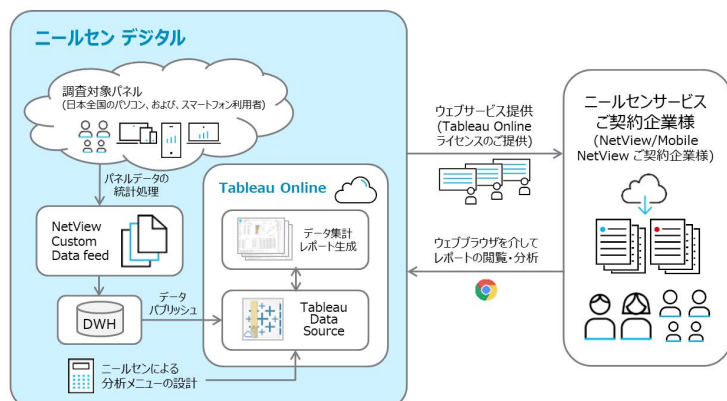 ニールセン デジタル
調査対象パネル
(日本全国のパソコン、および、スマートフォン利用者)
パネルデータの
統計処理
NetView
Custom
Data feed
DWH
データ
パブリッシュ
ニールセンによる
分析メニューの設計
Tableau Online
データ集計
レポート生成
Tableau
Data
Source
ウェブサービス提供
(Tableau Online
ライセンスのご提供)
ウェブブラウザを介して
レポートの閲覧・分析
ニールセンサービス
ご契約企業様
(NetView/Mobile
NetView ご契約企業様)